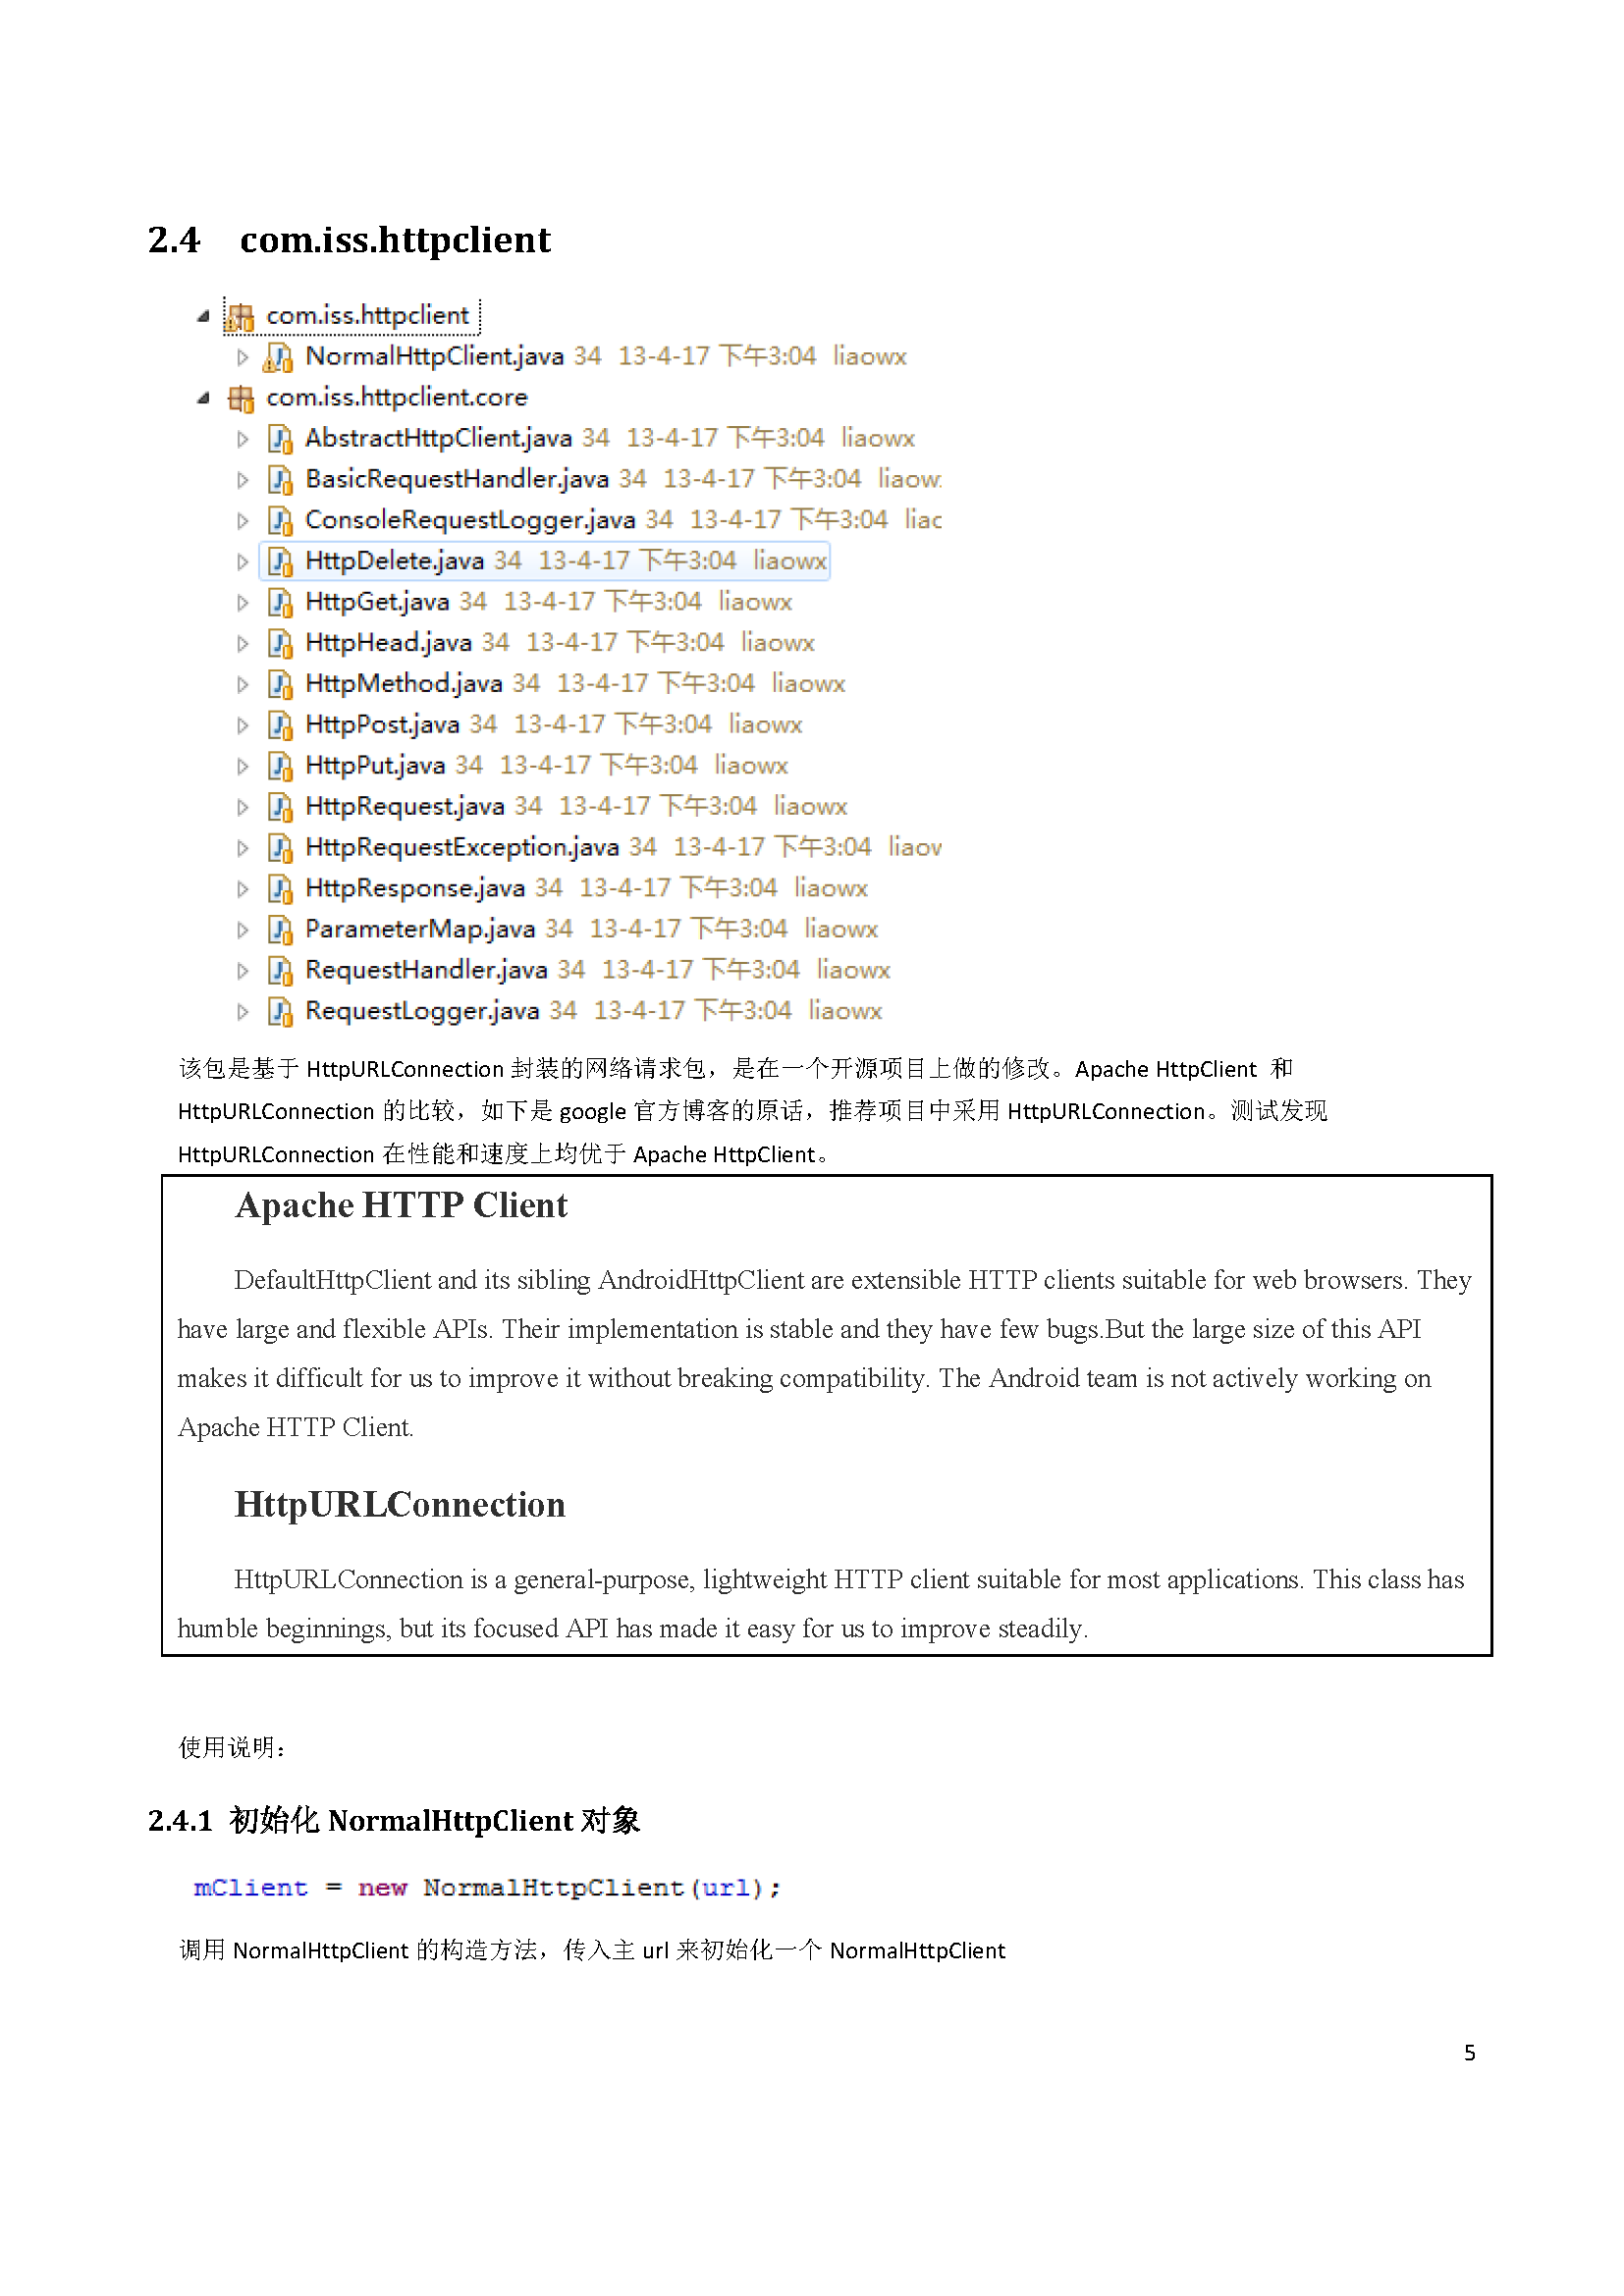 2.4 com.iss.httpclient
com.iss.httpclient
NormalHttpClient.java 34 13-4-17 下午3:04 liaowx
com.iss.httpclient.core
AbstractHttpClient.java 34 13-4-17 下午3:04 liaowx
BasicRequestHandler.java 34 13-4-17 下午3:04 liaow
ConsoleRequestLogger.java 34 13-4-17 下午3:04 liao
HttpDelete.java 34 13-4-17 下午3:04 liaowx
HttpGet.java 34 13-4-17 下午3:04 liaowx
HttpHead.java 34 13-4-17 下午3:04 liaowx
HttpMethod.java 34 13-4-17 下午3:04 liaowx
HttpPost.java 34 13-4-17 下午3:04 liaowx
HttpPut.java 34 13-4-17 下午3:04 liaowx
HttpRequest.java 34 13-4-17 下午3:04 liaowx
HttpRequestException.java 34 13-4-17 下午3:04 liaow
HttpResponse.java 34 13-4-17 下午3:04 liaowx
ParameterMap.java 34 13-4-17 下午3:04 liaowx
RequestHandler.java 34 13-4-17 下午3:04 liaowx
RequestLogger.java 34 13-4-17 下午3:04 liaowx
该包是基于 HttpURLConnection 封装的网络请求包，是在一个开源项目上做的修改。Apache HttpClient 和
HttpURLConnection 的比较，如下是 google 官方博客的原话，推荐项目中采用 HttpURLConnection。测试发现
HttpURLConnection 在性能和速度上均优于 Apache HttpClient。
Apache HTTP Client
DefaultHttpClient and its sibling AndroidHttpClient are extensible HTTP clients suitable for web browsers. They
have large and flexible APIs. Their implementation is stable and they have few bugs.But the large size of this API
makes it difficult for us to improve it without breaking compatibility. The Android team is not actively working on
Apache HTTP Client.
HttpURLConnection
HttpURLConnection is a general-purpose, lightweight HTTP client suitable for most applications. This class has
humble beginnings, but its focused API has made it easy for us to improve steadily.
使用说明：
2.4.1 初始化 NormalHttpClient 对象
mClient = new NormalHttpClient(url);
调用 NormalHttpClient 的构造方法，传入主 url 来初始化一个 NormalHttpClient
5